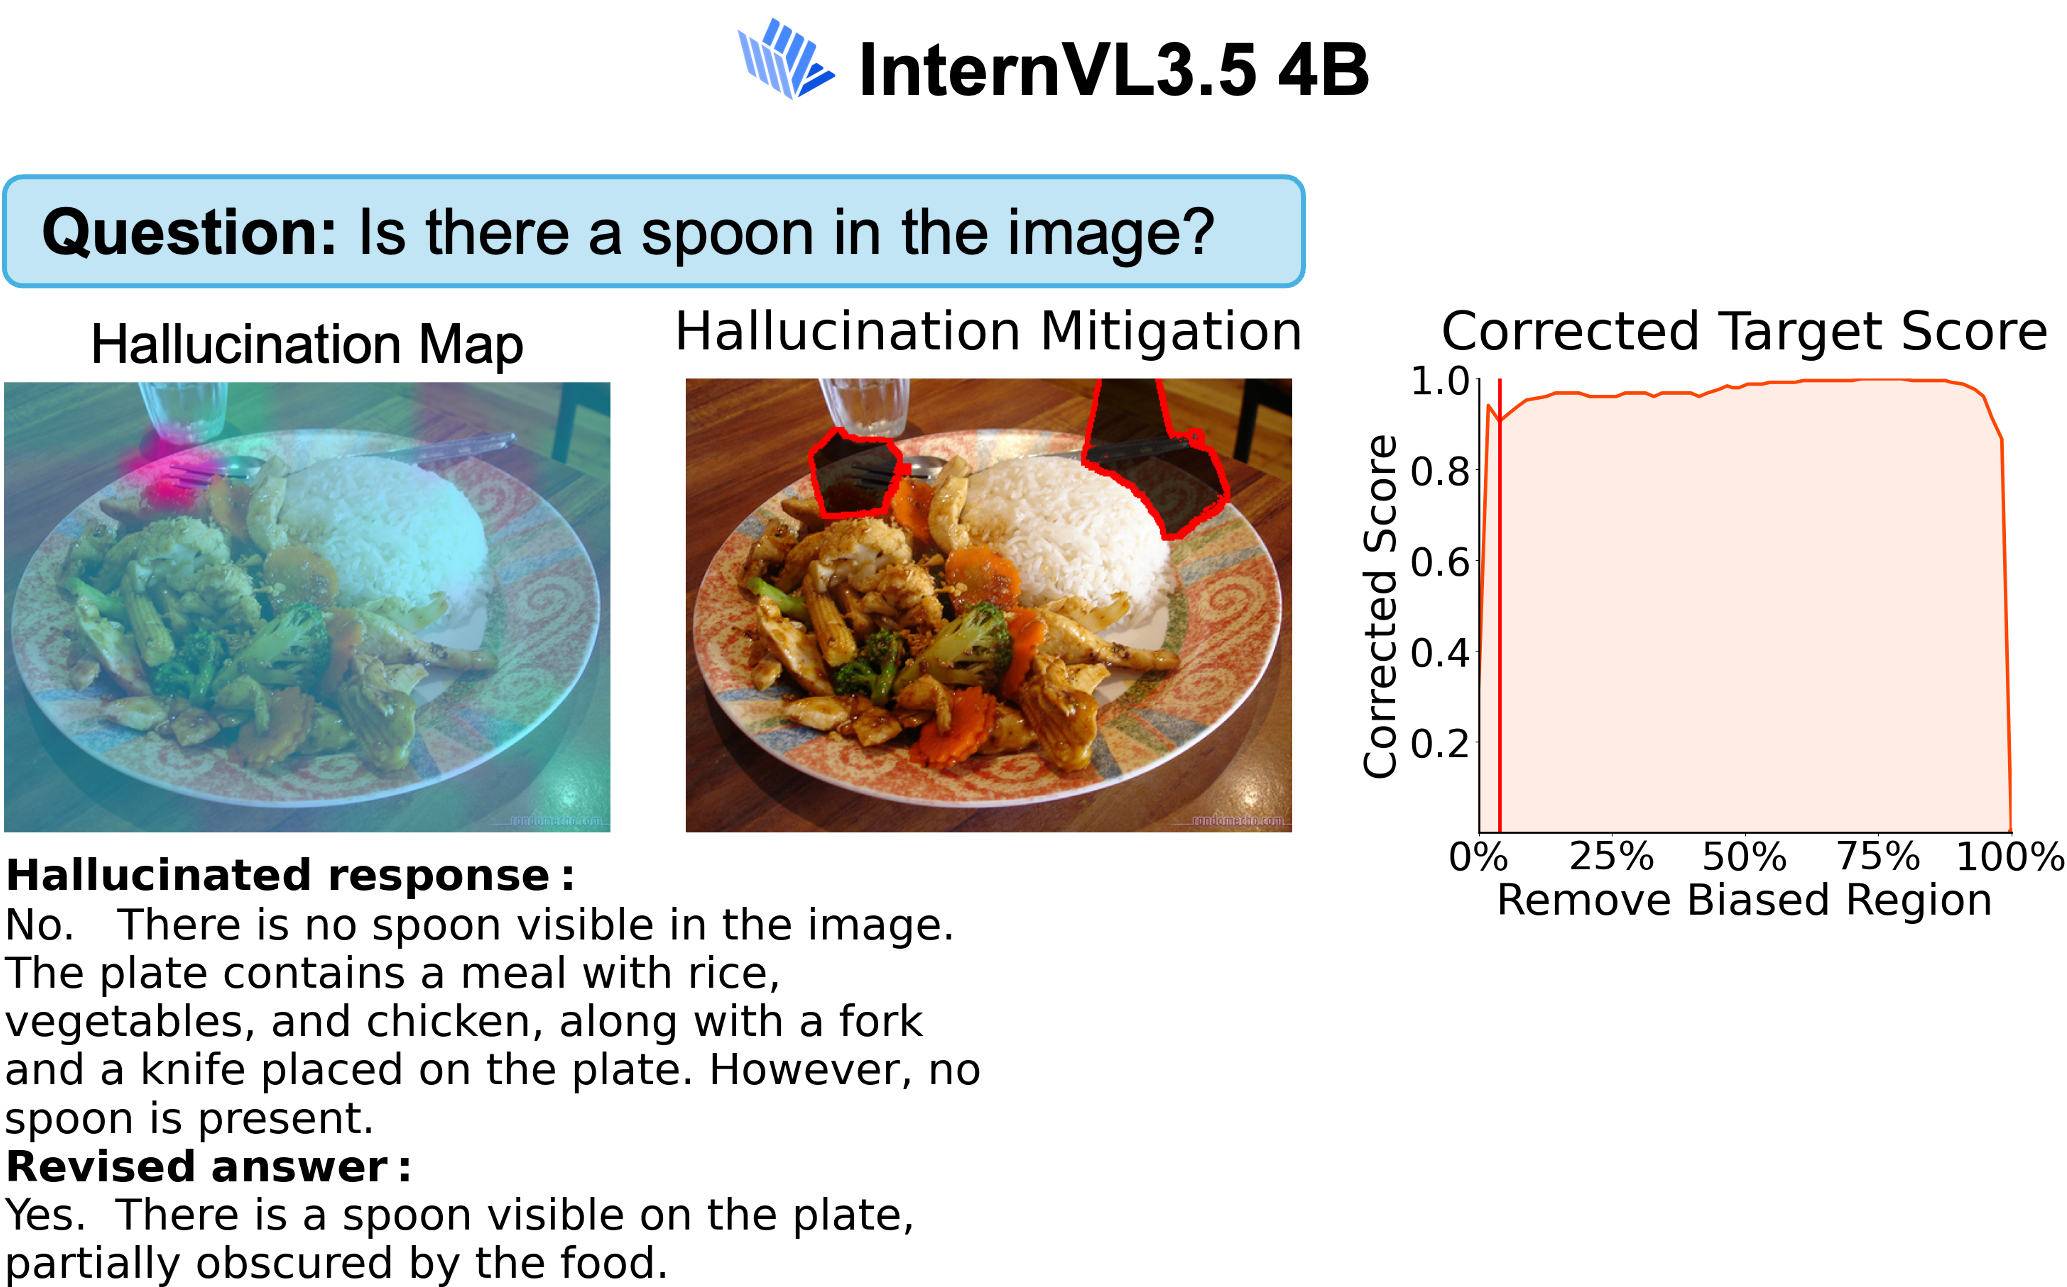 InternVL3.5 4B
Question: Is there a spoon in the image?
Hallucination Map
Hallucination Mitigation
Corrected Target Score
randomecho.com
randomecho.com
Corrected Score
1.0
0.8
0.6
0.4
0.2
0% 25% 50% 75% 100%
Remove Biased Region
Hallucinated response:
No. There is no spoon visible in the image.
The plate contains a meal with rice,
vegetables, and chicken, along with a fork
and a knife placed on the plate. However, no
spoon is present.
Revised answer:
Yes. There is a spoon visible on the plate,
partially obscured by the food.